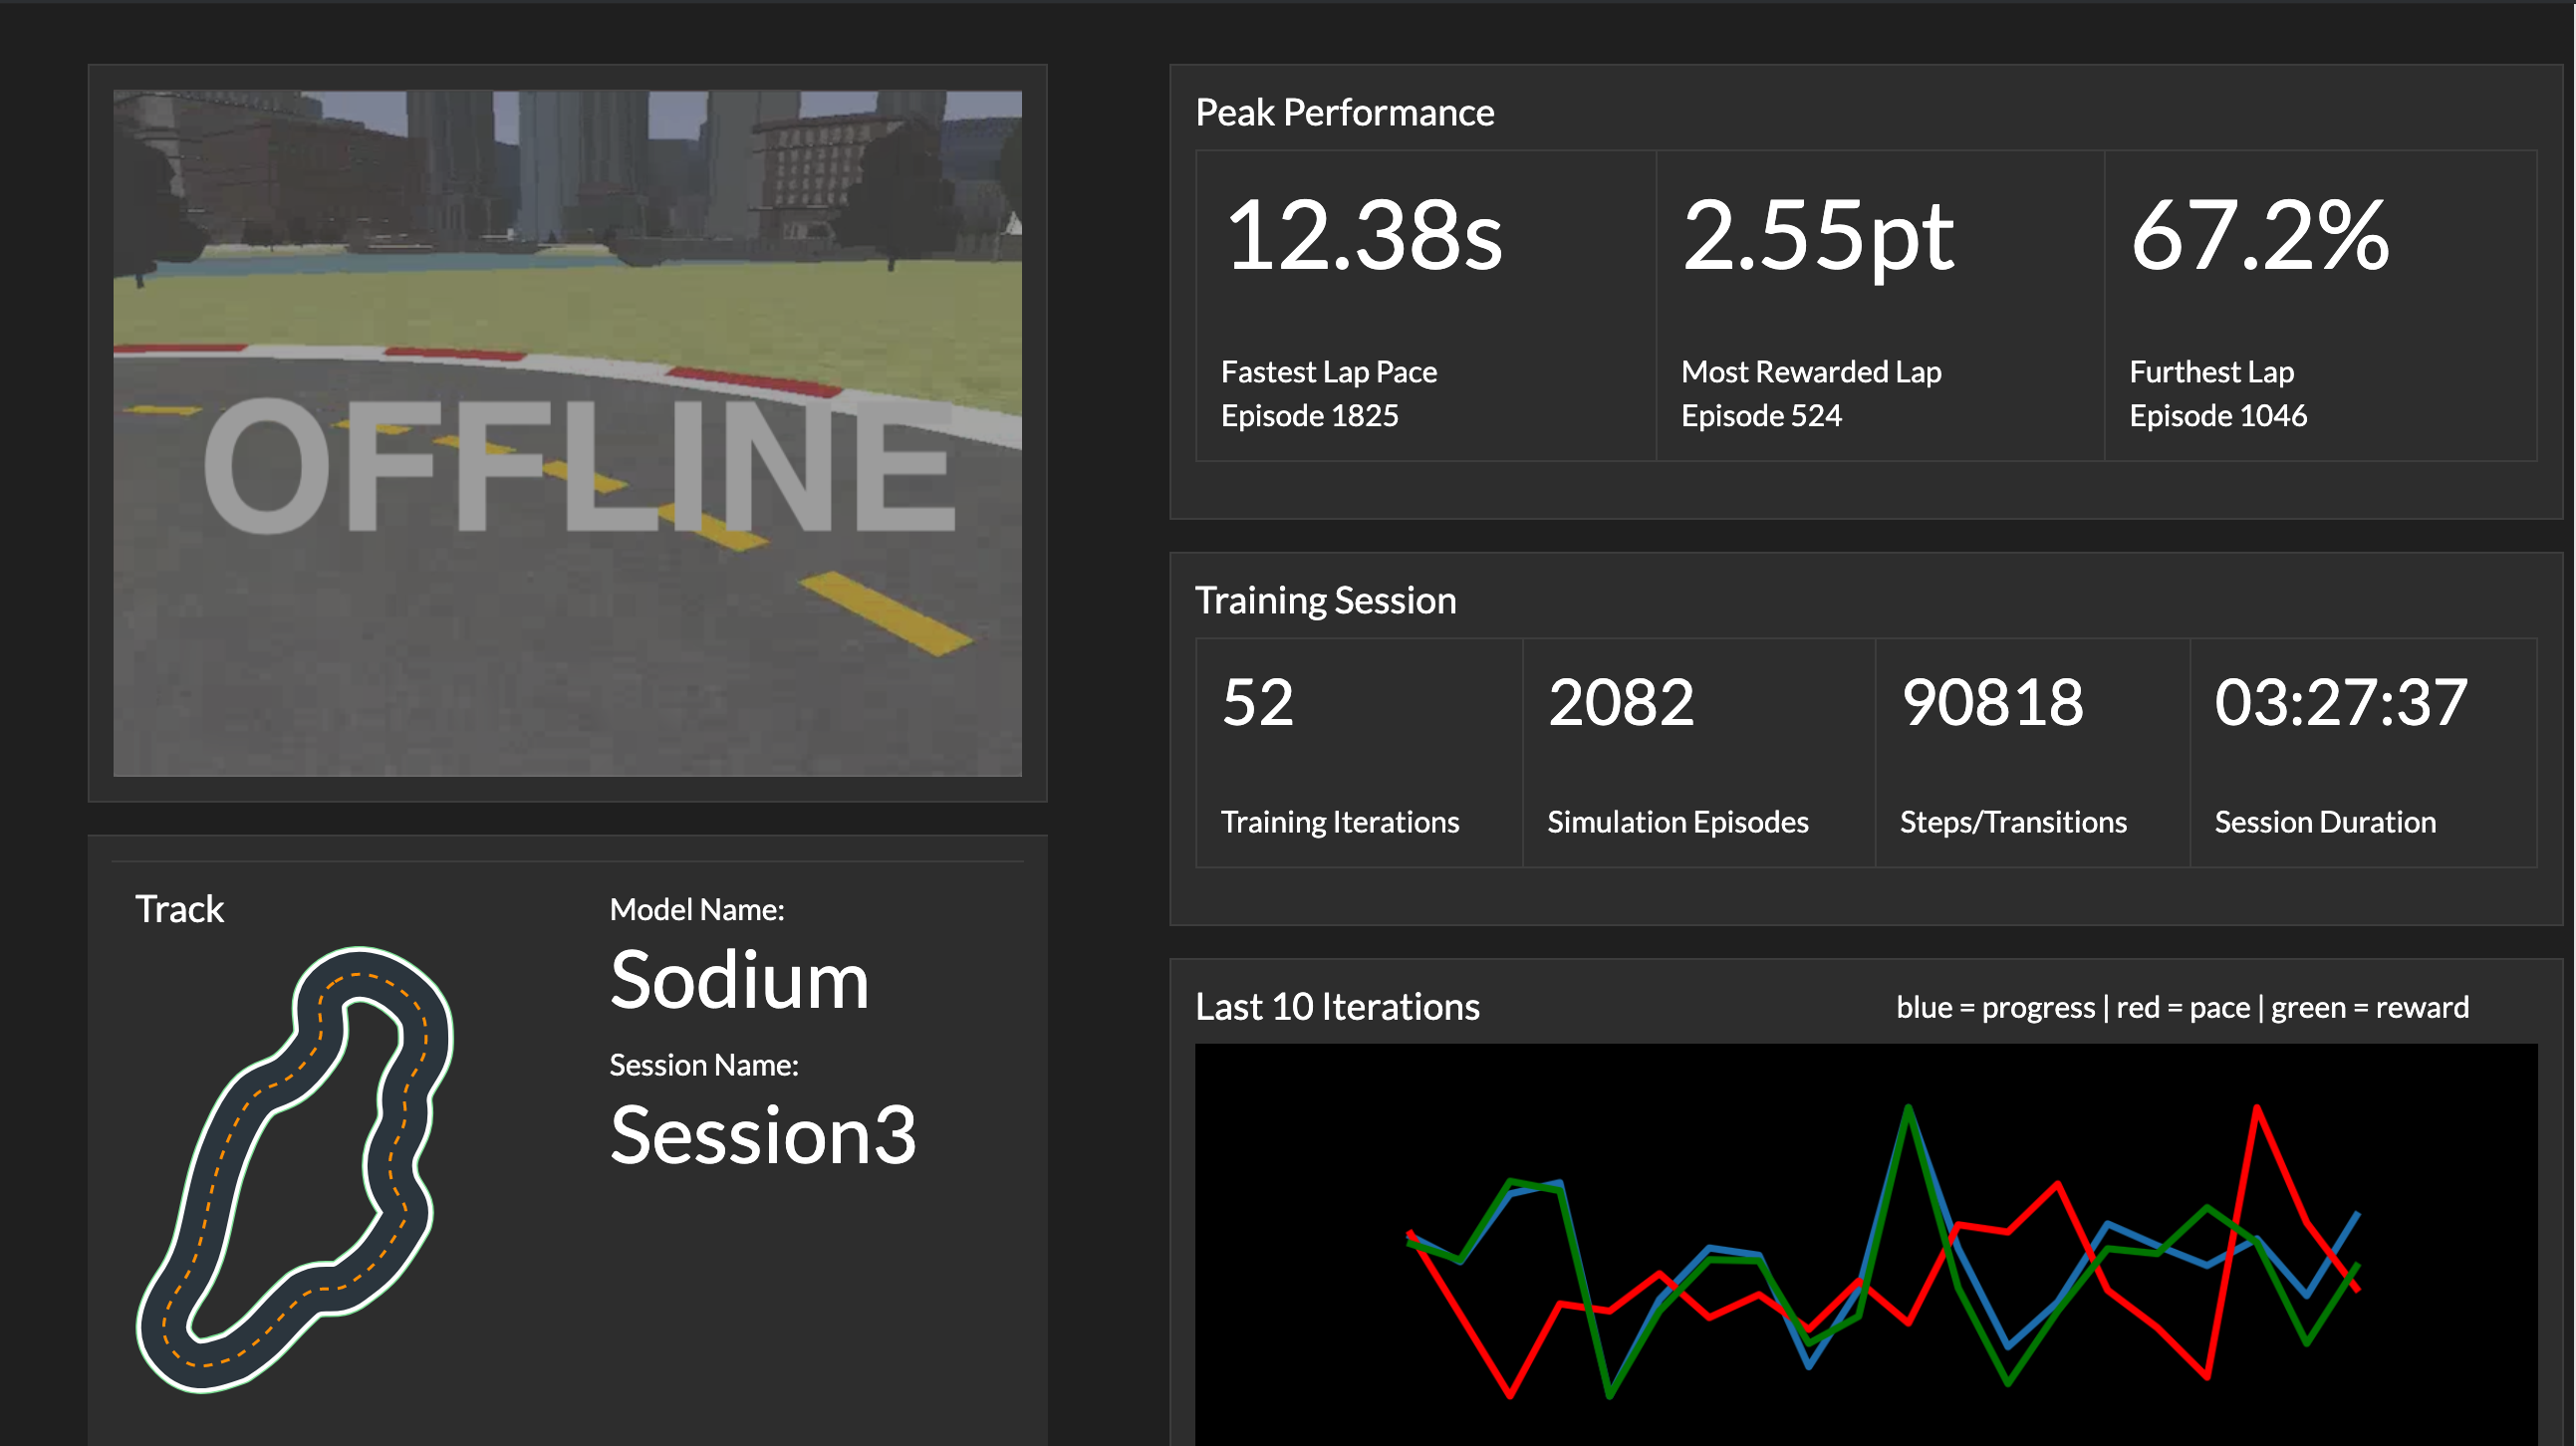 OFFLINE
Track
Model Name:
Sodium
Session Name:
Session3
Peak Performance
12.38s
2.55pt
67.2%
Fastest Lap Pace
Episode 1825
Most Rewarded Lap
Episode 524
Furthest Lap
Episode 1046
Training Session
52
2082
90818
03:27:37
Training Iterations
Simulation Episodes
Steps/Transitions
Session Duration
Last 10 Iterations
blue = progress | red = pace | green = reward